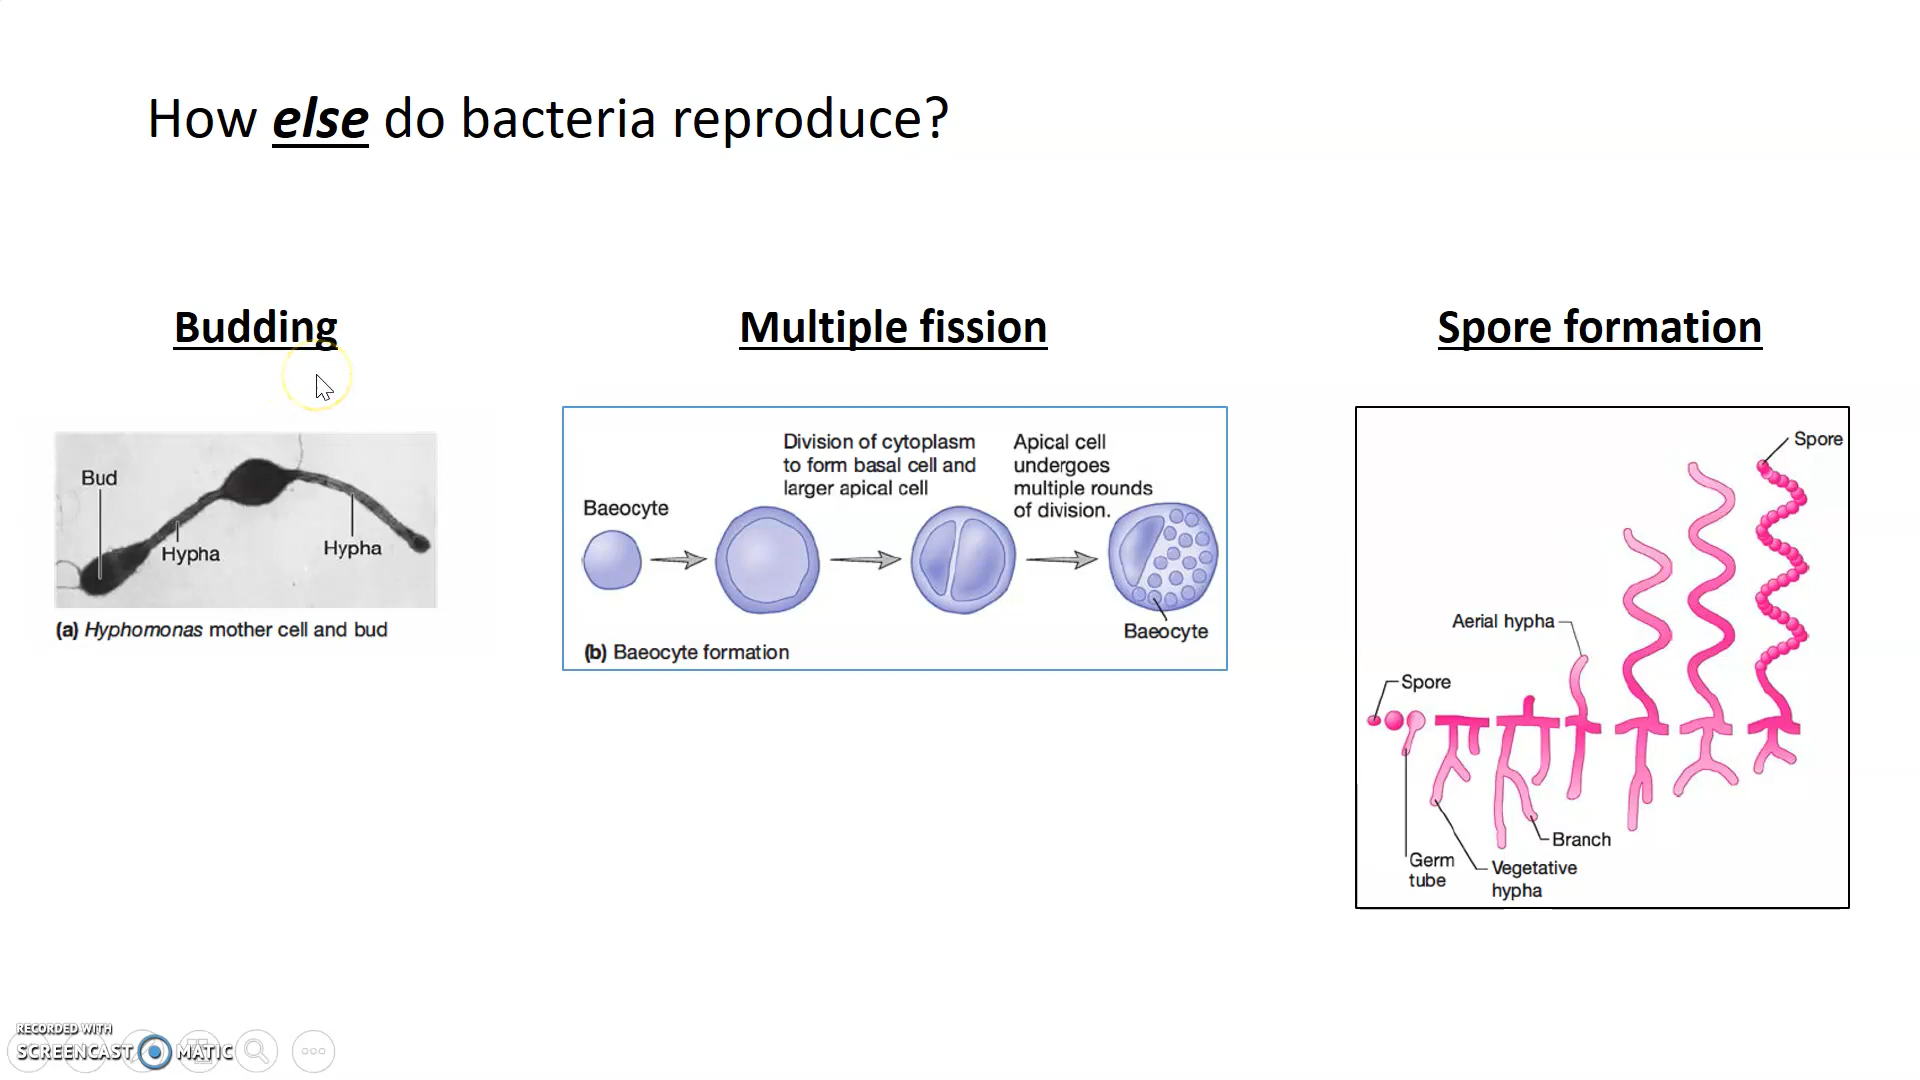 How else do bacteria reproduce?
Budding
Bud
Hypha
Hypha
(a) Hyphomonas mother cell and bud
Multiple fission
Baeocyte
Division of cytoplasm
to form basal cell and
larger apical cell
Apical cell
undergoes
multiple rounds
of division.
Baeocyte
(b) Baeocyte formation
Spore formation
Spore
Aerial hypha
Spore
Germ
tube
Vegetative
hypha
Branch
RECORDED WITH
SCREENCAST MATIC